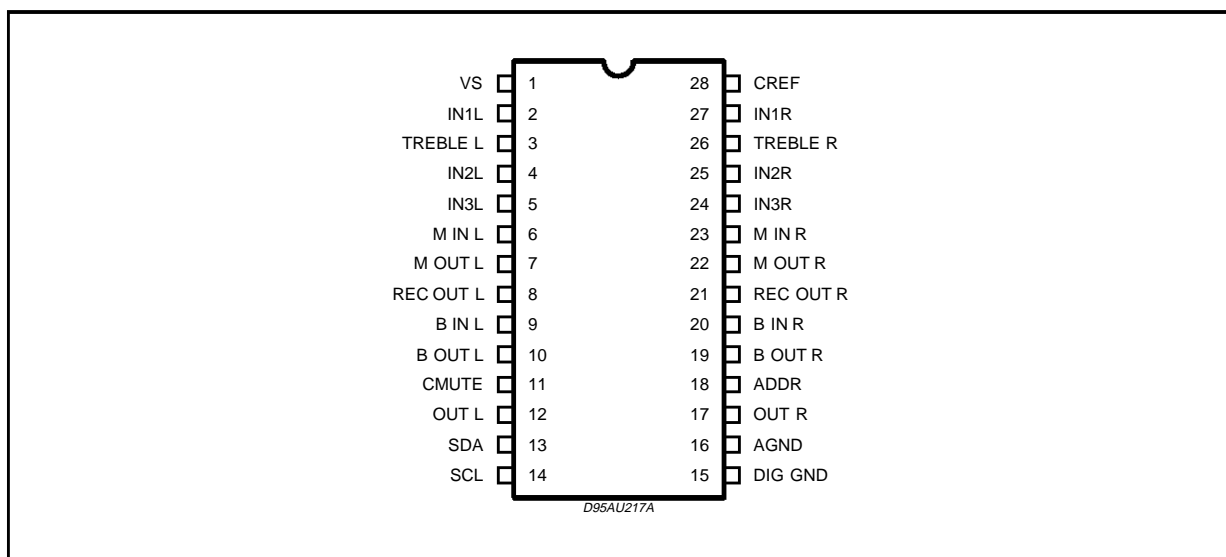 VS 1 28 CREF
IN1L 2 27 IN1R
TREBLE L 3 26 TREBLE R
IN2L 4 25 IN2R
IN3L 5 24 IN3R
M IN L 6 23 M IN R
M OUT L 7 22 M OUT R
REC OUT L 8 21 REC OUT R
B IN L 9 20 B IN R
B OUT L 10 19 B OUT R
CMUTE 11 18 ADDR
OUT L 12 17 OUT R
SDA 13 16 AGND
SCL 14 15 DIG GND
D95AU217A